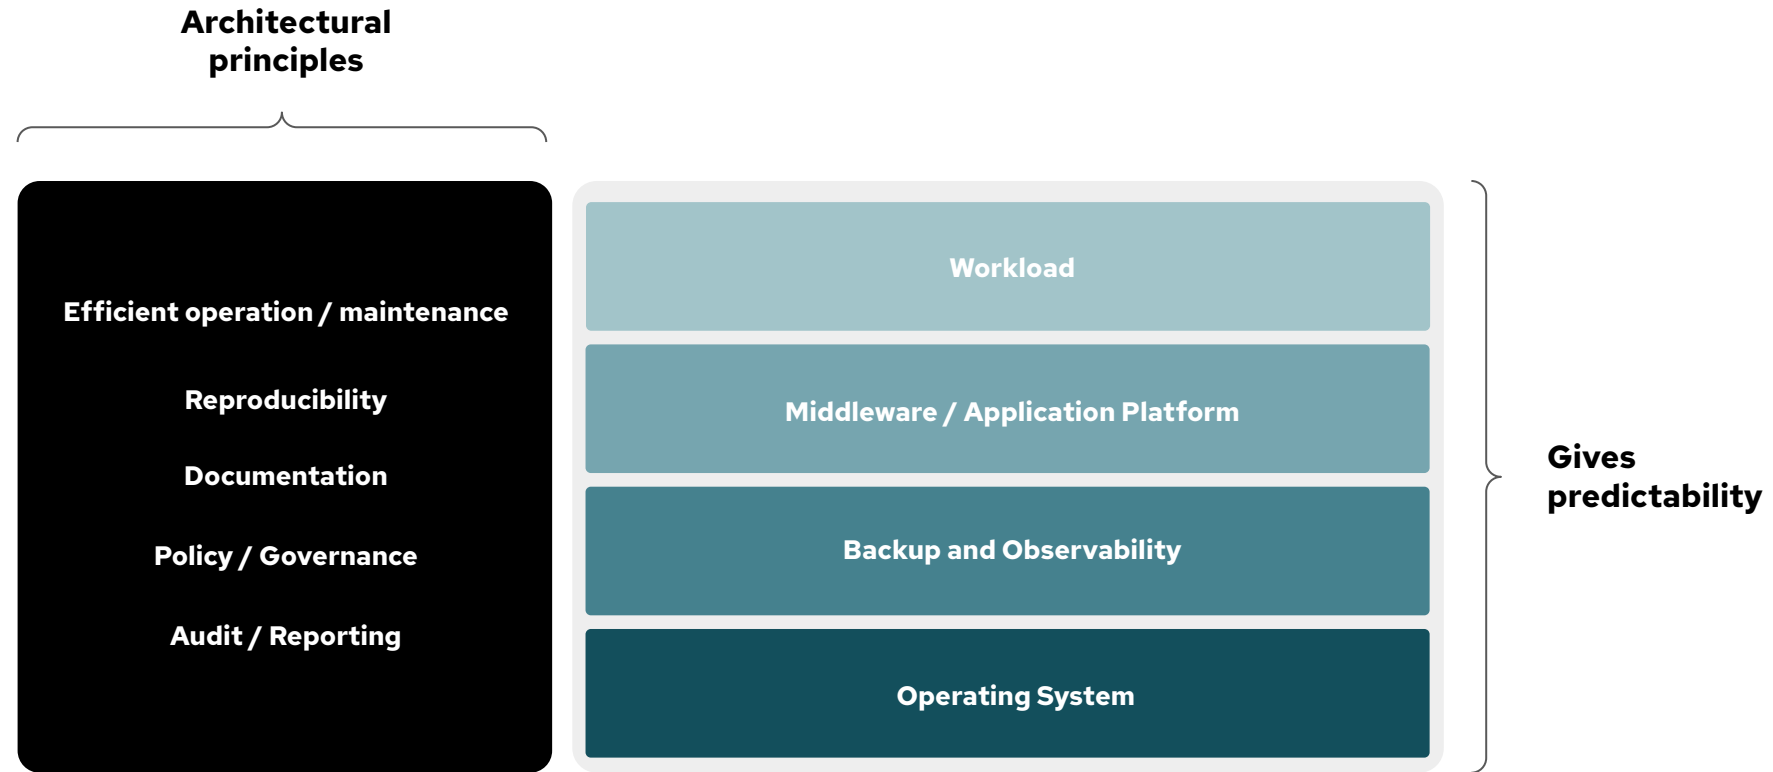 Architectural
principles
Efficient operation / maintenance
Reproducibility
Documentation
Policy / Governance
Audit / Reporting
Workload
Middleware / Application Platform
Backup and Observability
Operating System
Gives
predictability